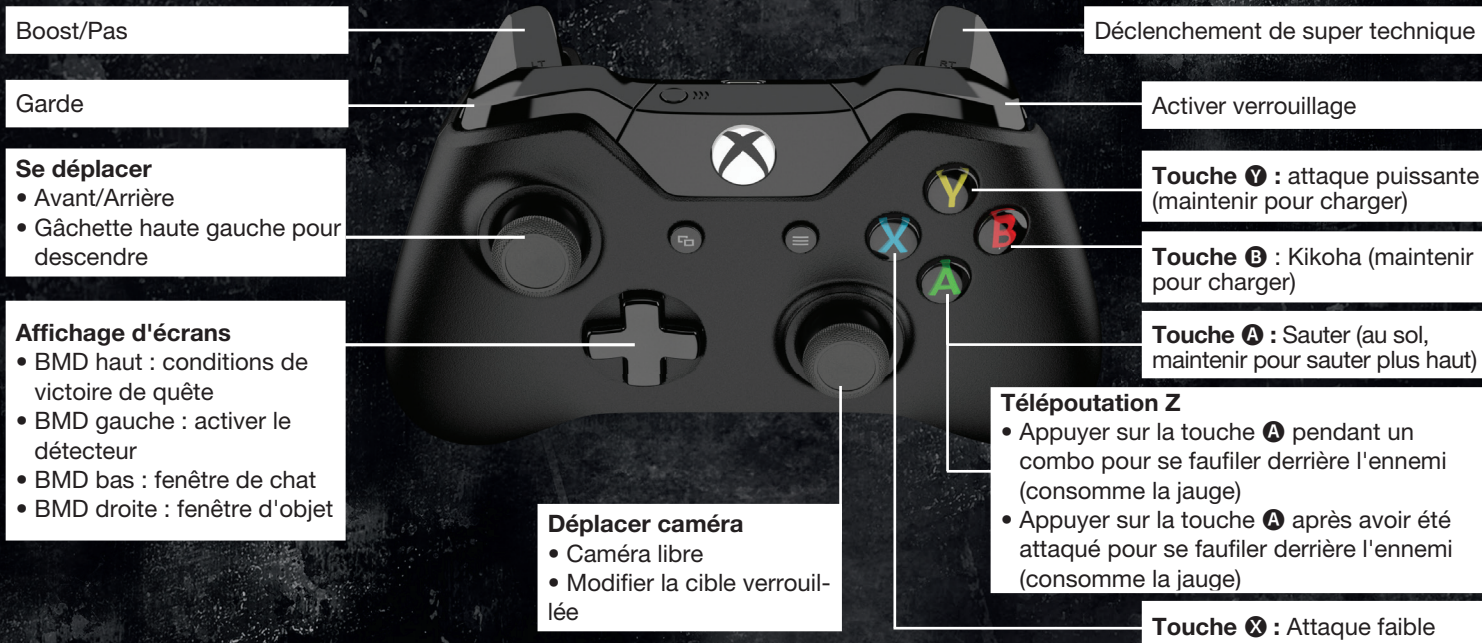 Boost/Pas
Garde
Se déplacer
• Avant/Arrière
• Gâchette haute gauche pour
descendre
Affichage d'écrans
• BMD haut : conditions de
victoire de quête
• BMD gauche : activer le
détecteur
• BMD bas : fenêtre de chat
• BMD droite : fenêtre d'objet
LT
RT
Y
X
B
A
Déplacer caméra
• Caméra libre
• Modifier la cible verrouil-
lée
Déclenchement de super technique
Activer verrouillage
Touche Y : attaque puissante
(maintenir pour charger)
Touche B : Kikoha (maintenir
pour charger)
Touche A : Sauter (au sol,
maintenir pour sauter plus haut)
Télépoutation Z
• Appuyer sur la touche A pendant un
combo pour se faufiler derrière l'ennemi
(consomme la jauge)
• Appuyer sur la touche A après avoir été
attaqué pour se faufiler derrière l'ennemi
(consomme la jauge)
Touche X : Attaque faible